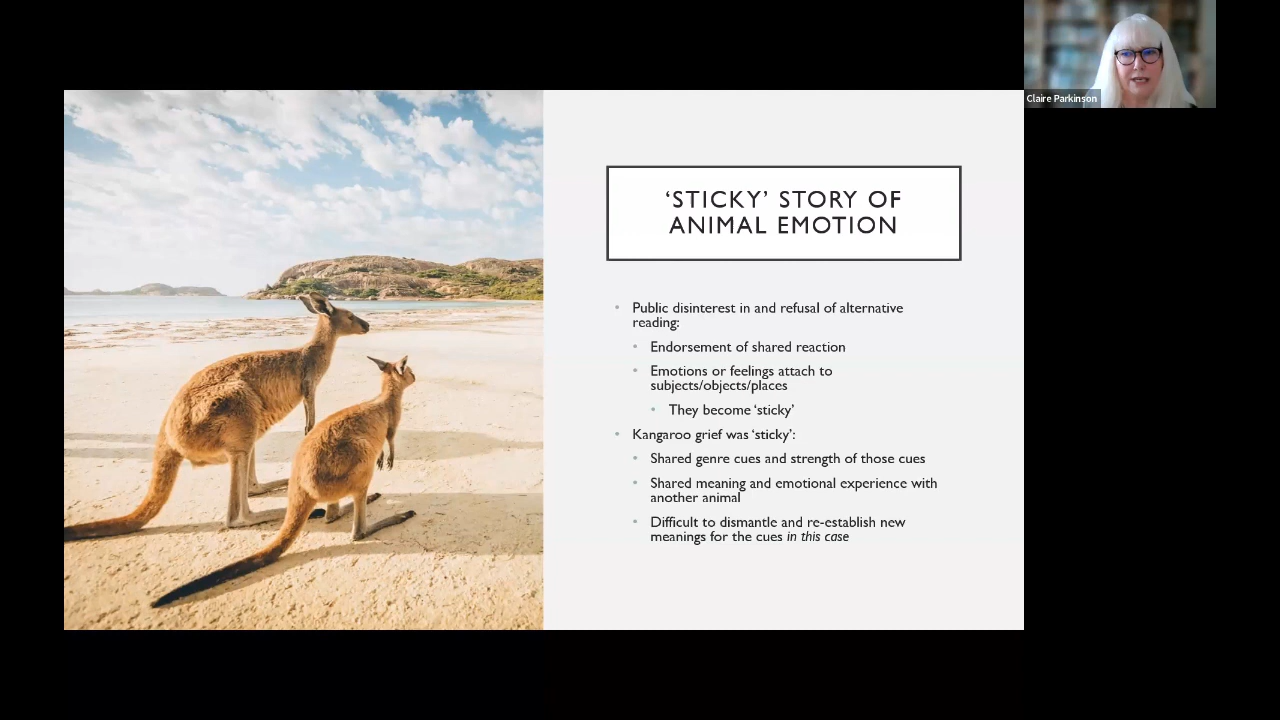 Claire Parkinson
‘STICKY’ STORY OF
ANIMAL EMOTION
• Public disinterest in and refusal of alternative
reading:
• Endorsement of shared reaction
• Emotions or feelings attach to
subjects/objects/places
• They become ‘sticky’
• Kangaroo grief was ‘sticky’:
• Shared genre cues and strength of those cues
• Shared meaning and emotional experience with
another animal
• Difficult to dismantle and re-establish new
meanings for the cues in this case